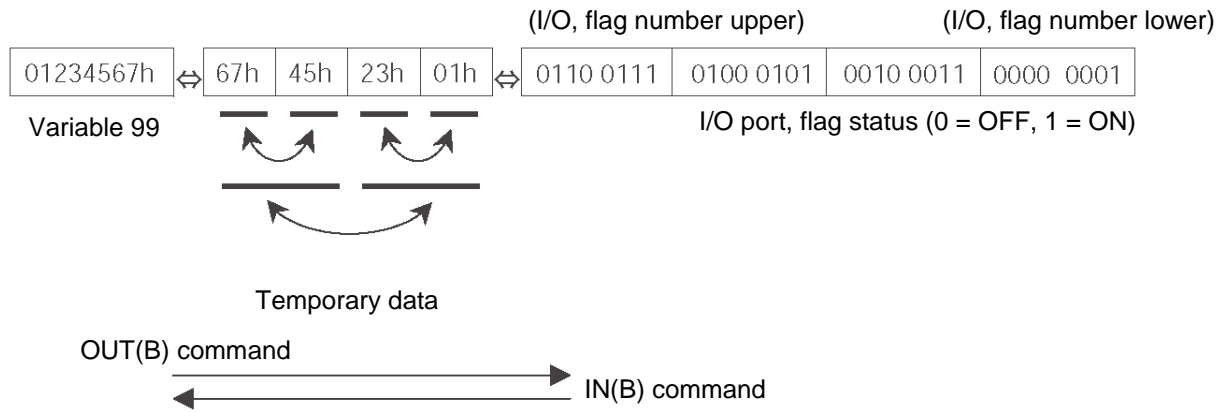 (I/O, flag number upper) (I/O, flag number lower)
01234567h ⇔ 67h 45h 23h 01h ⇔ 0110 0111 0100 0101 0010 0011 0000 0001
Variable 99 I/O port, flag status (0 = OFF, 1 = ON)
Temporary data
OUT(B) command
IN(B) command